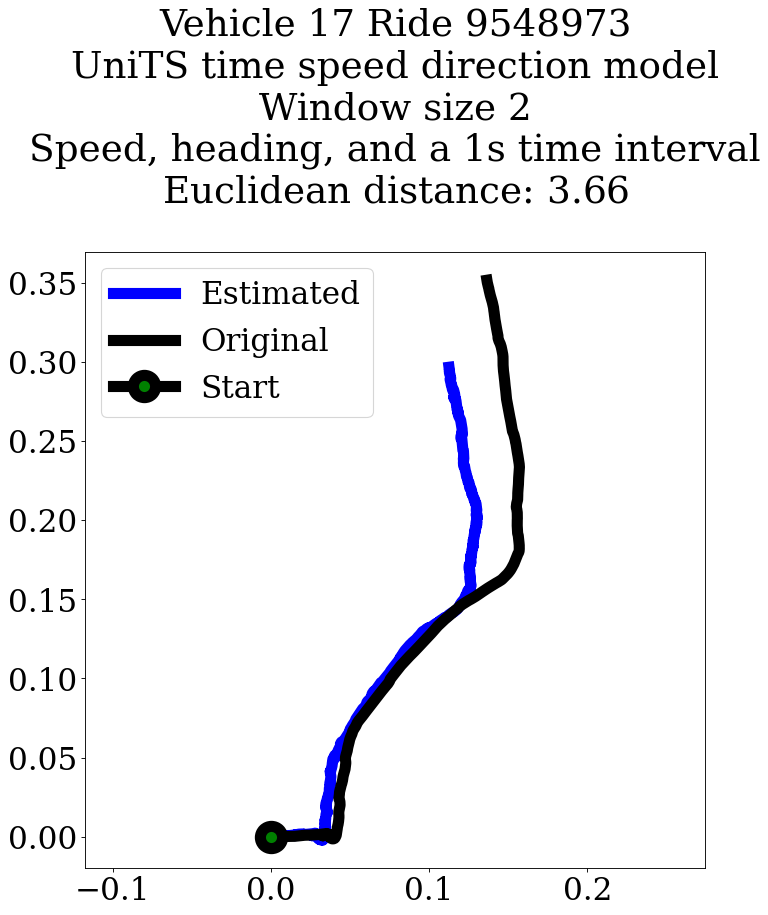 Vehicle 17 Ride 9548973
UniTS time speed direction model
Window size 2
Speed, heading, and a 1s time interval
Euclidean distance: 3.66
Estimated
Original
Start
0.35
0.30
0.25
0.20
0.15
0.10
0.05
0.00
−0.1
0.0
0.1
0.2